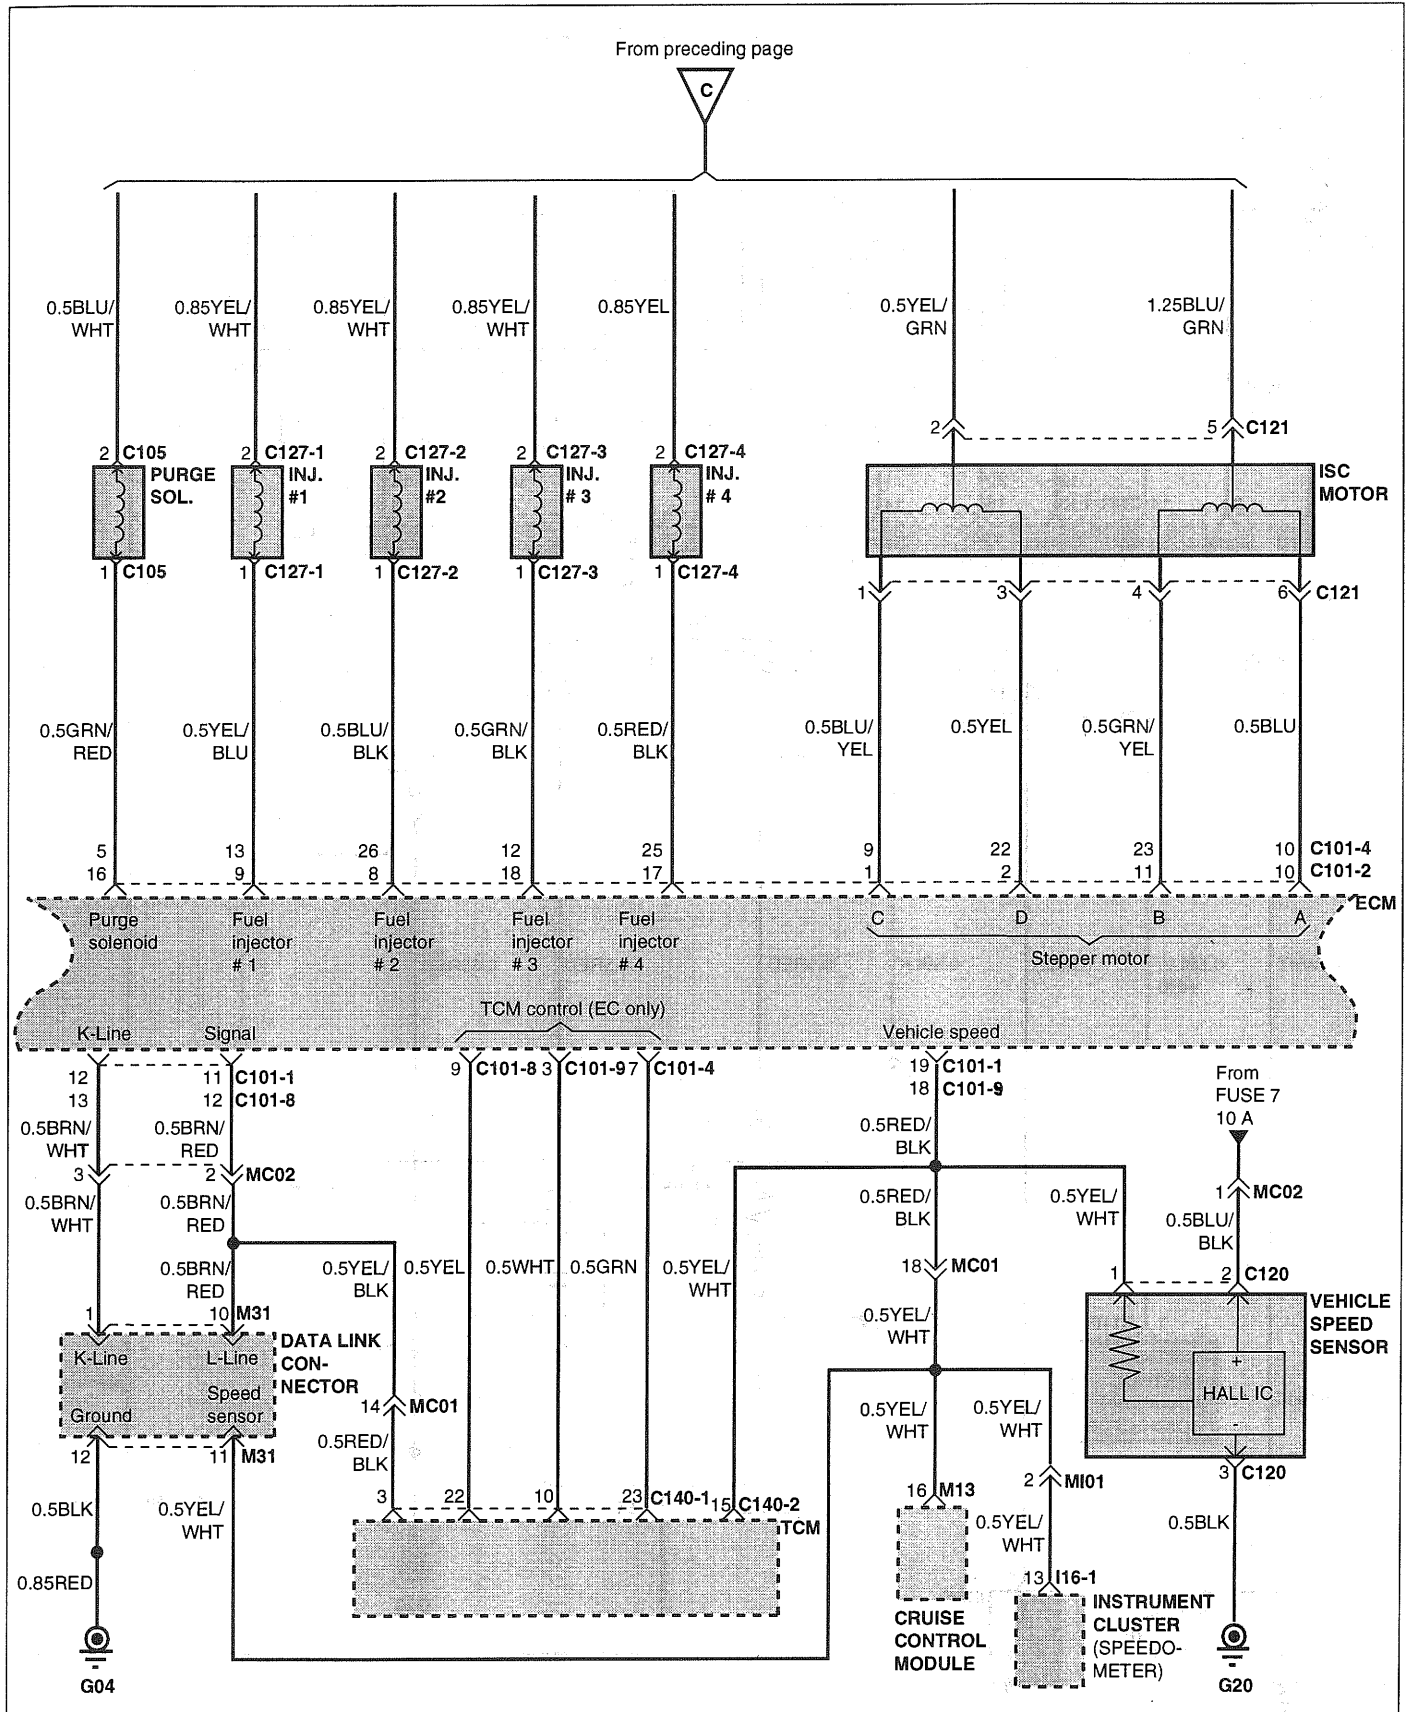 From preceding page
C
0.5BLU/ 0.85YEL/ 0.85YEL/ 0.85YEL/ 0.85YEL 0.5YEL/ 1.25BLU/
WHT WHT WHT WHT GRN GRN
2 5 C121
2 C105 2 C127-1 2 C127-2 2 C127-3 2 C127-4
PURGE INJ. INJ. INJ. INJ. ISC
SOL. #1 #2 # 3 # 4 MOTOR
1 C105 1 C127-1 1 C127-2 1 C127-3 1 C127-4
1 3 4 6 C121
0.5GRN/ 0.5YEL/ 0.5BLU/ 0.5GRN/ 0.5RED/ 0.5BLU/ 0.5YEL 0.5GRN/ 0.5BLU
RED BLU BLK BLK BLK YEL YEL
5 13 26 12 25 9 22 23 10 C101-4
16 9 8 18 17 1 2 11 10 C101-2
ECM
Purge Fuel Fuel Fuel Fuel C D B A
solenoid injector injector injector injector
# 1 # 2 # 3 # 4 Stepper motor
TCM control (EC only)
K-Line Signal Vehicle speed
9 C101-8 3 C101-9 7 C101-4 19 C101-1
12 11 C101-1 18 C101-9
13 12 C101-8
From
FUSE 7
10 A
0.5BRN/ 0.5BRN/ 0.5RED/
WHT RED BLK
3 2 MC02
1 MC02
0.5BRN/ 0.5BRN/ 0.5RED/ 0.5YEL/ 0.5BLU/
WHT RED BLK WHT BLK
0.5BRN/ 0.5YEL/ 0.5YEL 0.5WHT 0.5GRN 0.5YEL/ 18 MC01
RED BLK WHT
1 2 C120
1 10 M31
0.5YEL/
WHT
VEHICLE
SPEED
SENSOR
DATA LINK
CON-
NECTOR
K-Line L-Line
Speed
Ground sensor
+
HALL IC
-
14 MC01
0.5YEL/ 0.5YEL/
WHT WHT
0.5RED/
BLK
12 11 M31
3 C120
2 MI01
16 M13
3 22 10 23 C140-1 15 C140-2
TCM
0.5BLK 0.5YEL/ 0.5YEL/ 0.5BLK
WHT WHT
0.85RED
13 I16-1
CRUISE
CONTROL
MODULE
INSTRUMENT
CLUSTER
(SPEEDO-
METER)
G04 G20